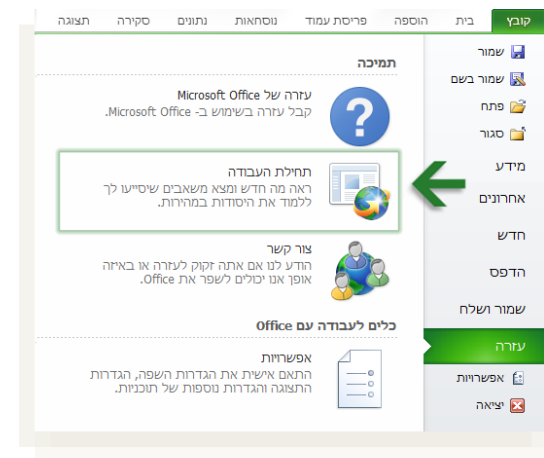 קובץ בית הוספה פריסת עמוד נוסחאות נתונים סקירה תצוגה
שמור
שמור בשם
פתח
סגור
מידע
אחרונים
חדש
הדפס
שמור ושלח
עזרה
אפשרויות
יציאה
תמיכה
עזרה של Microsoft Office
קבל עזרה בשימוש ב- Microsoft Office.
תחילת העבודה
ראה מה חדש ומצא משאבים שיסייעו לך
ללמוד את היסודות במהירות.
צור קשר
הודע לנו אם אתה זקוק לעזרה או באיזה
אופן אנו יכולים לשפר את Office.
כלים לעבודה עם Office
אפשרויות
התאם אישית את הגדרות השפה, הגדרות
התצוגה והגדרות נוספות של תוכניות.